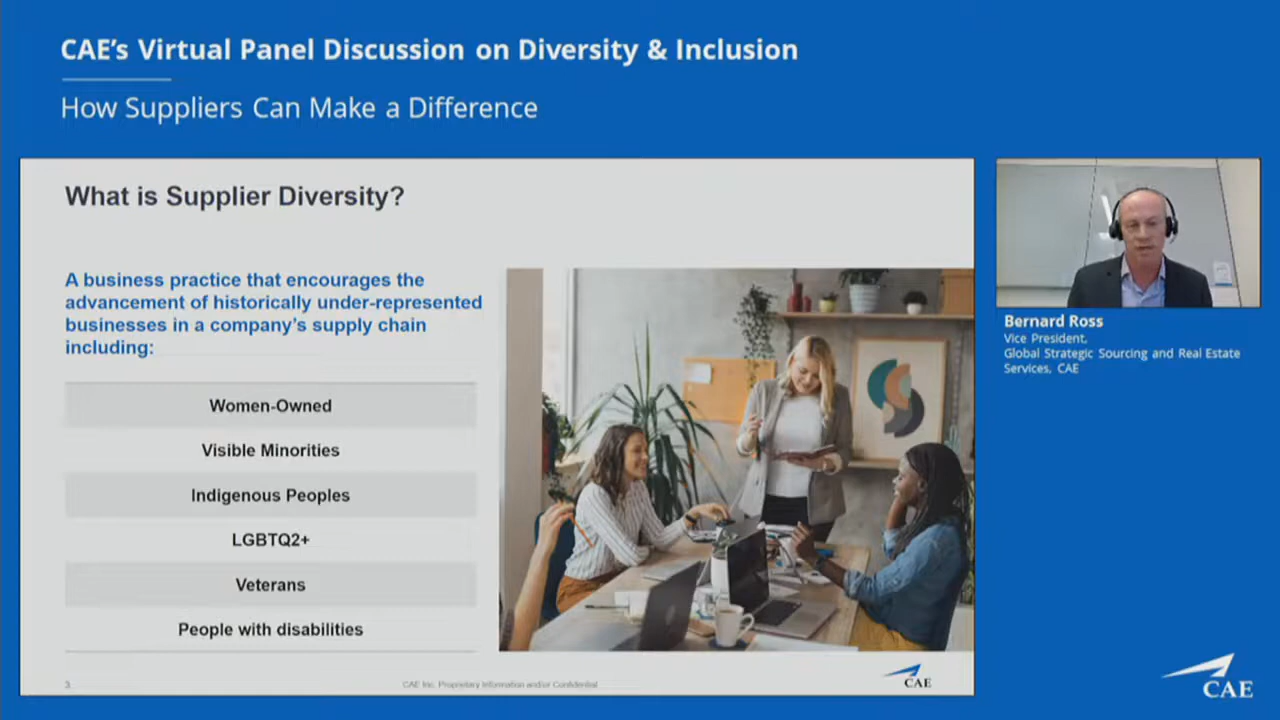 CAE's Virtual Panel Discussion on Diversity & Inclusion
How Suppliers Can Make a Difference
What is Supplier Diversity?
A business practice that encourages the
advancement of historically under-represented
businesses in a company's supply chain
including:
Women-Owned
Visible Minorities
Indigenous Peoples
LGBTQ2+
Veterans
People with disabilities
3
CAE Inc. Proprietary Information and/or Confidential
CAE
Bernard Ross
Vice President,
Global Strategic Sourcing and Real Estate
Services, CAE
CAE